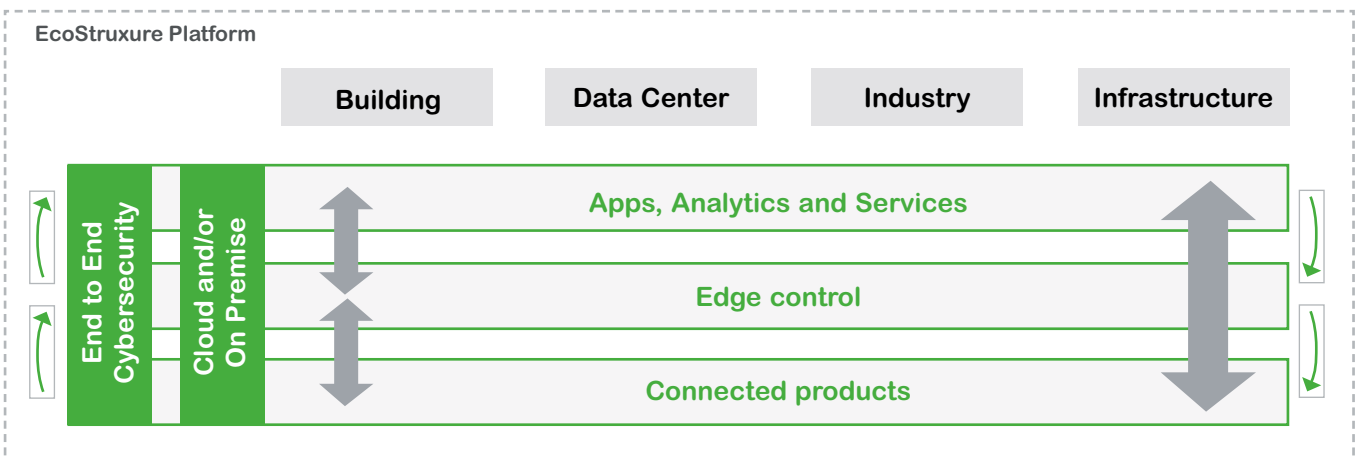 EcoStruxure Platform
Building
Data Center
Industry
Infrastructure
End to End
Cybersecurity
Cloud and/or
On Premise
Apps, Analytics and Services
Edge control
Connected products